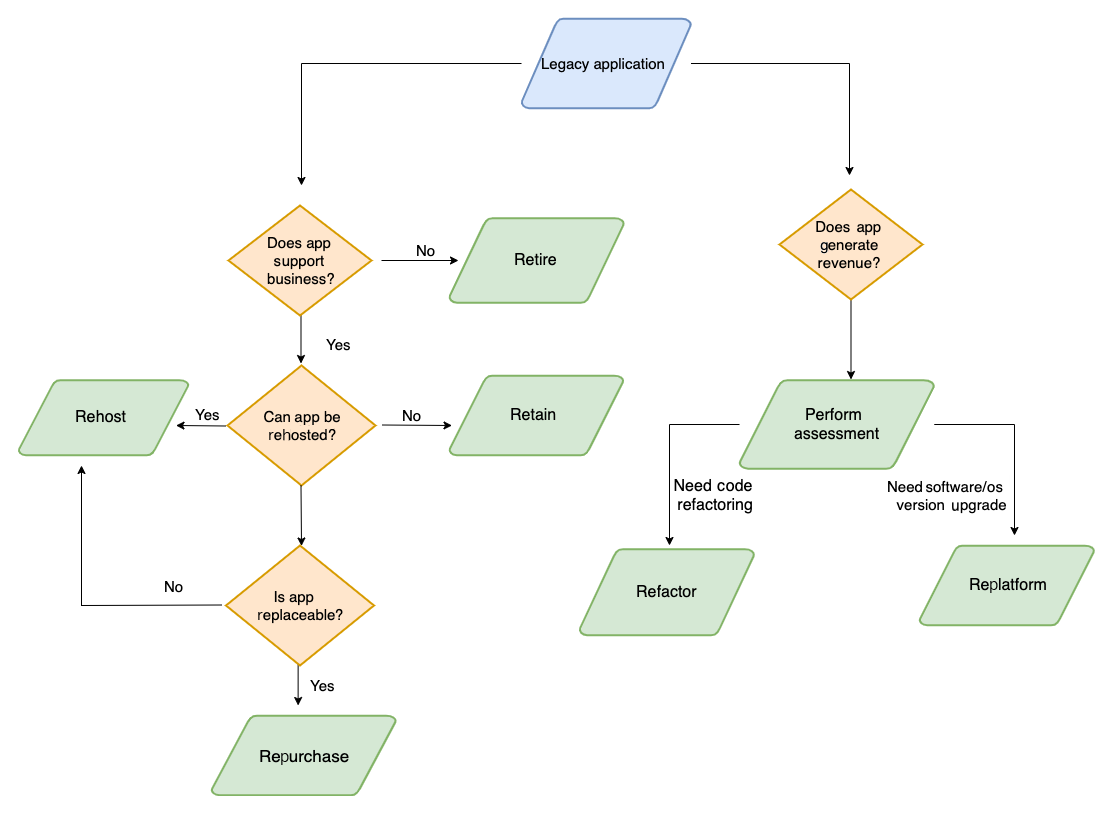 Legacy application
Does app
support
business?
No
Retire
Does app
generate
revenue?
Yes
Rehost
Yes
Can app be
rehosted?
No
Retain
Perform
assessment
Need code
refactoring
Need software/os
version upgrade
No
Is app
replaceable?
Refactor
Replatform
Yes
Repurchase